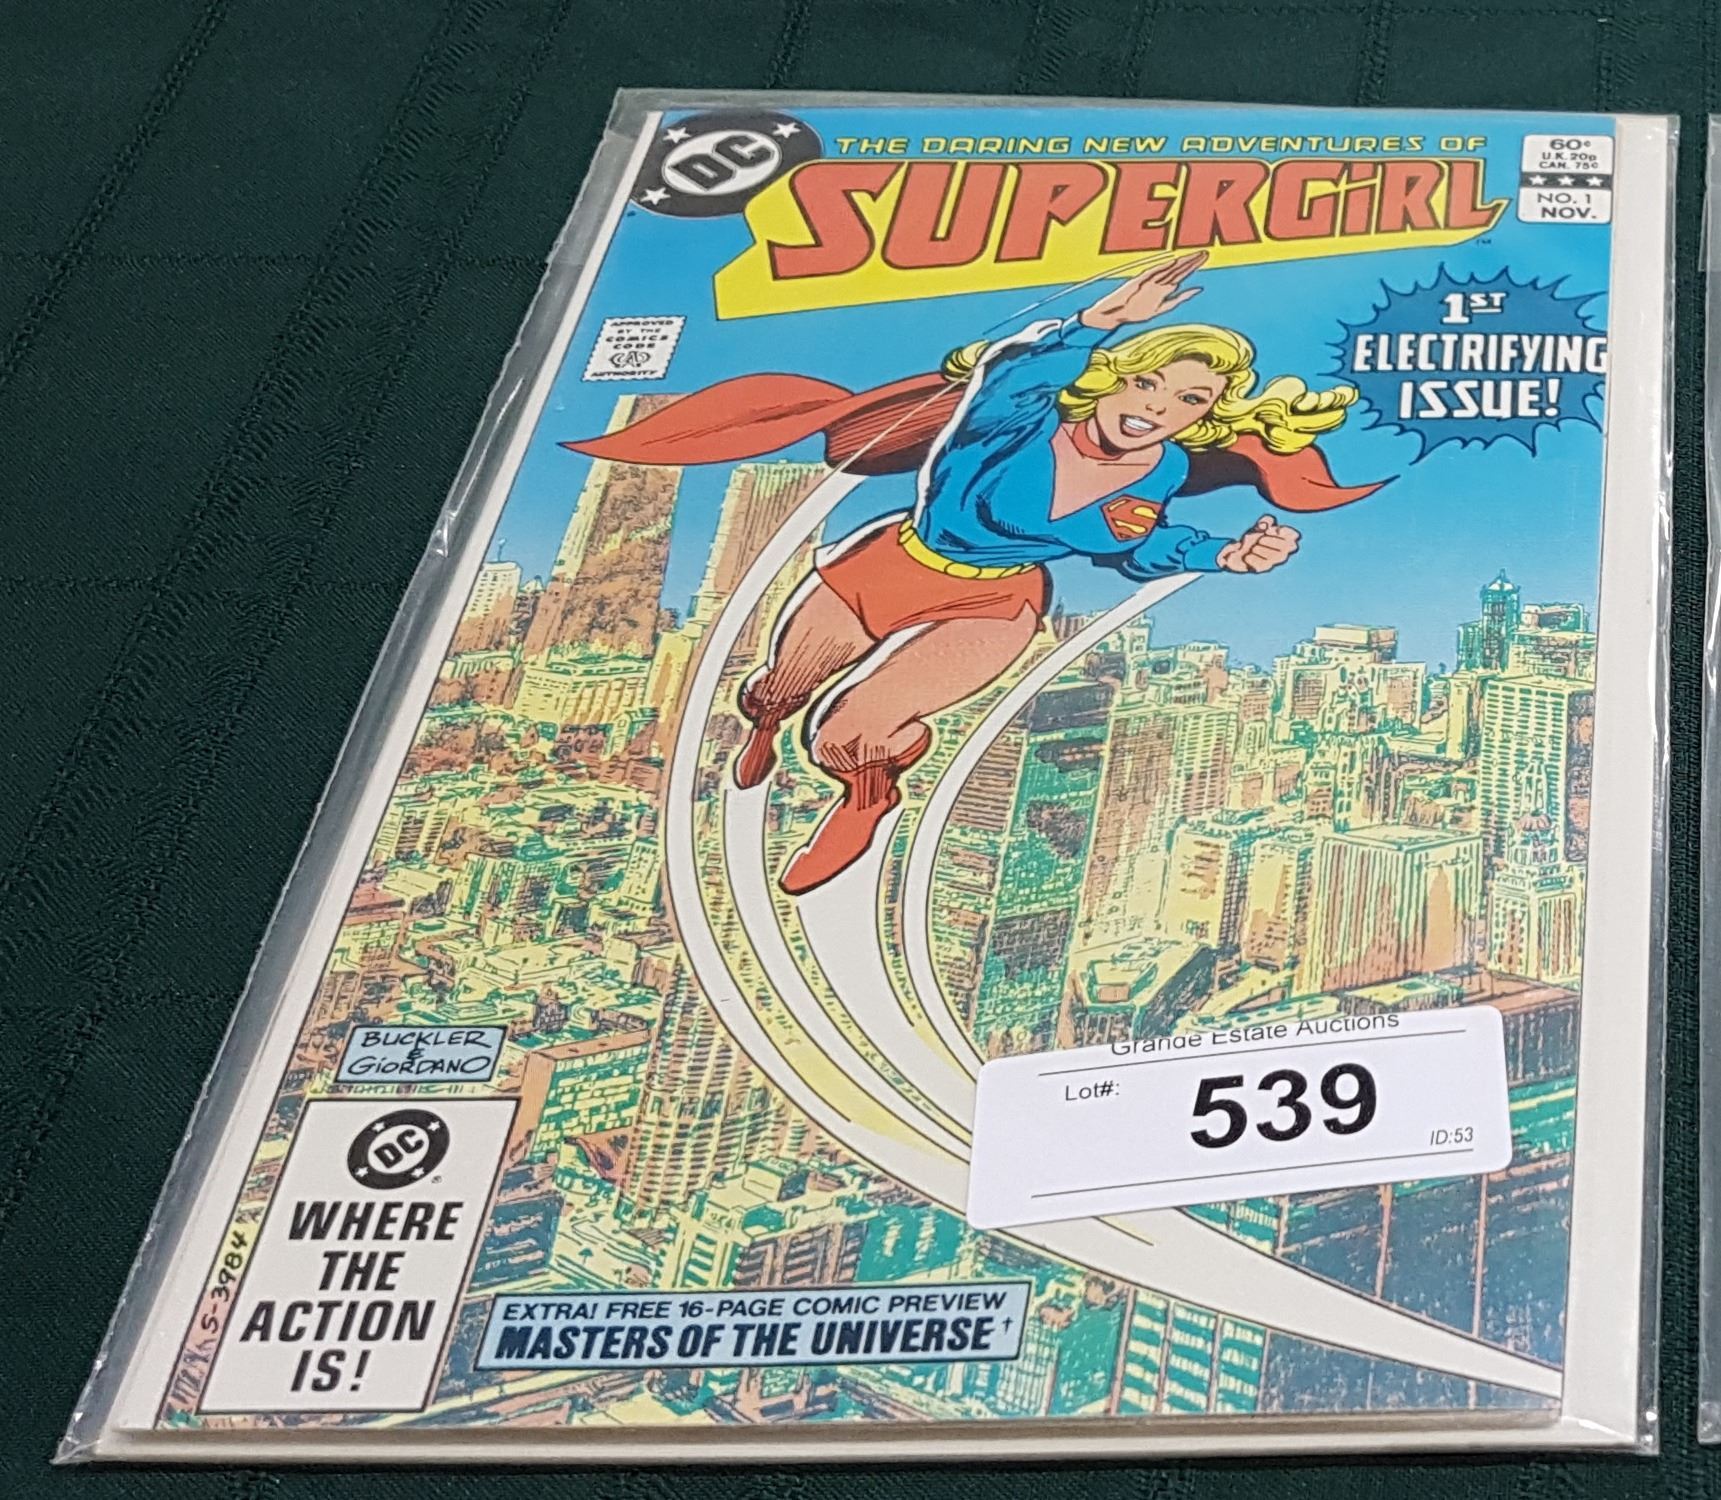 DC
THE DARING NEW ADVENTURES OF
SUPERGIRL
TM
60¢
U.K. 20p
CAN. 75¢
NO. 1
NOV.
APPROVED
BY THE
COMICS
CODE
CA
AUTHORITY
1ST
ELECTRIFYING
ISSUE!
BUCKLER
&
GIORDANO
Grande Estate Auctions
Lot#:
539
ID:53
DC
®
WHERE
THE
ACTION
IS!
S-3984
EXTRA! FREE 16-PAGE COMIC PREVIEW
MASTERS OF THE UNIVERSE†